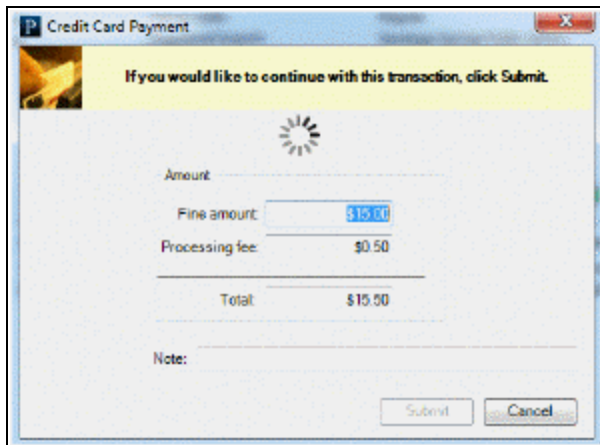 P Credit Card Payment
If you would like to continue with this transaction, click Submit.
Amount
Fine amount: $15.00
Processing fee: $0.50
Total: $15.50
Note:
Submit Cancel